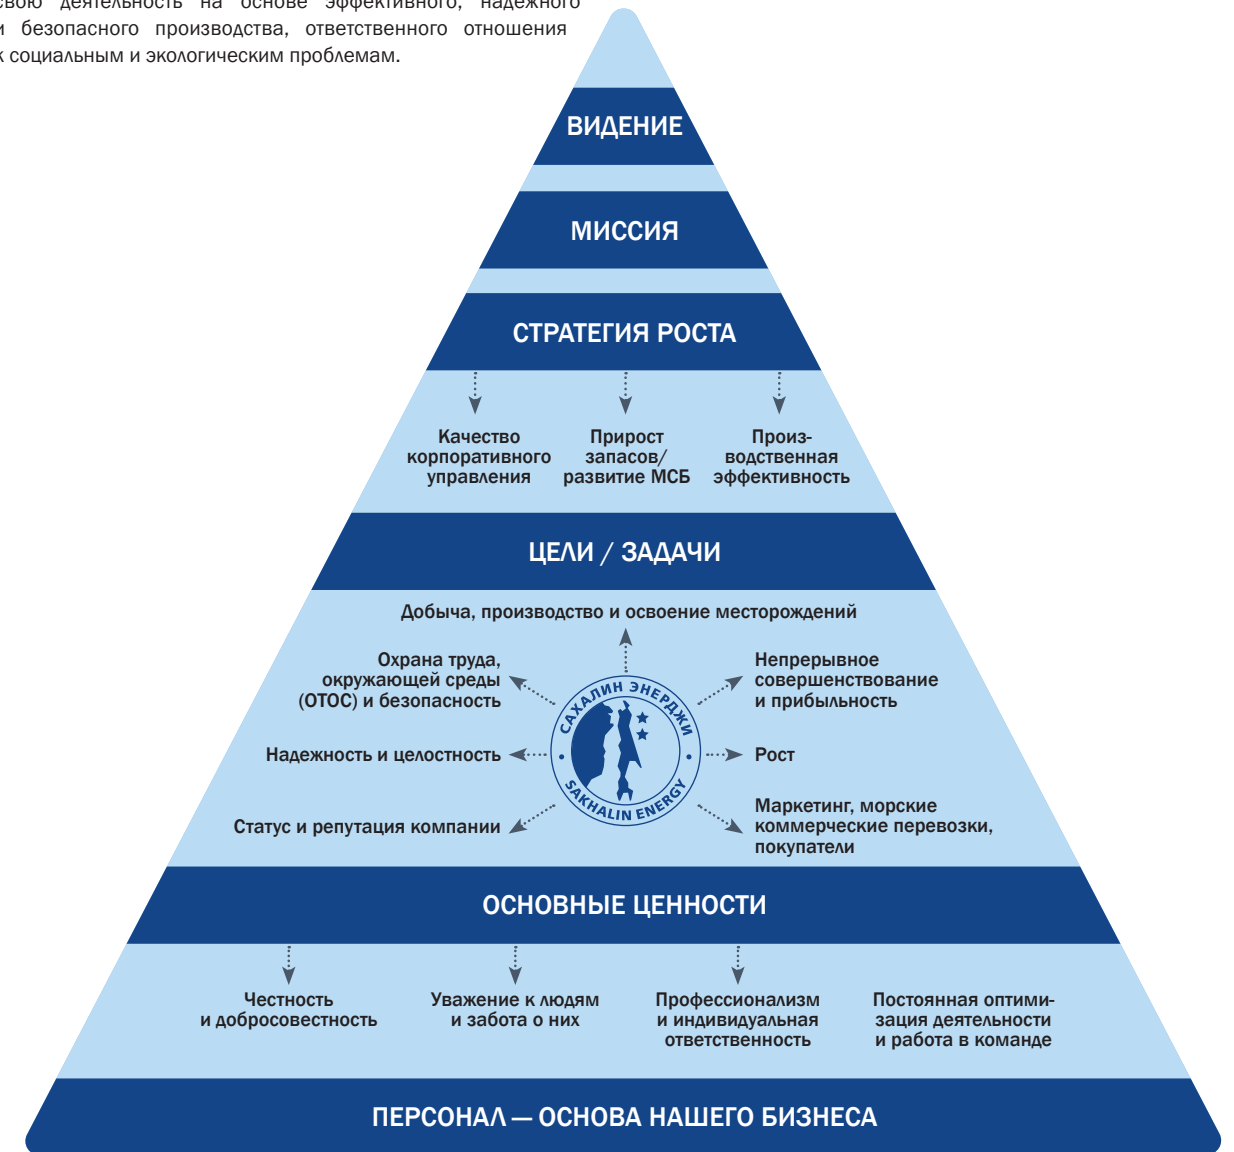 свою деятельность на основе эффективного, надежного
и безопасного производства, ответственного отношения
к социальным и экологическим проблемам.
ВИДЕНИЕ
МИССИЯ
СТРАТЕГИЯ РОСТА
Качество
корпоративного
управления
Прирост
запасов/
развитие МСБ
Произ-
водственная
эффективность
ЦЕЛИ / ЗАДАЧИ
Добыча, производство и освоение месторождений
Охрана труда,
окружающей среды
(ОТОС) и безопасность
Непрерывное
совершенствование
и прибыльность
САХАЛИН ЭНЕРДЖИ
SAKHALIN ENERGY
Надежность и целостность
Рост
Статус и репутация компании
Маркетинг, морские
коммерческие перевозки,
покупатели
ОСНОВНЫЕ ЦЕННОСТИ
Честность
и добросовестность
Уважение к людям
и забота о них
Профессионализм
и индивидуальная
ответственность
Постоянная оптими-
зация деятельности
и работа в команде
ПЕРСОНАЛ — ОСНОВА НАШЕГО БИЗНЕСА